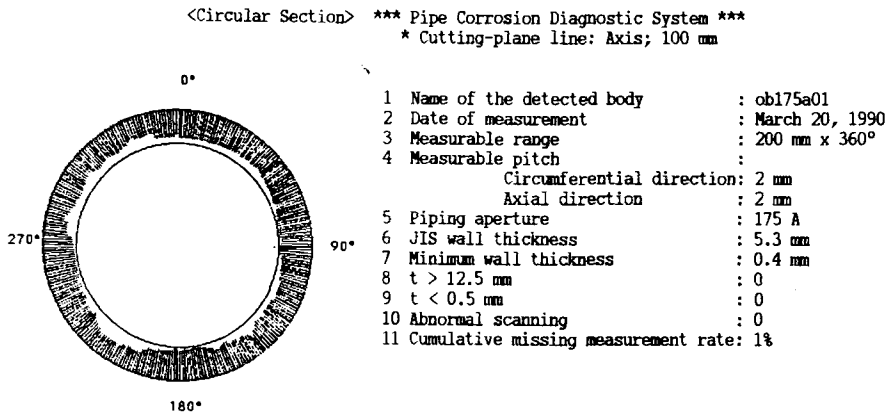 <Circular Section> *** Pipe Corrosion Diagnostic System ***
* Cutting-plane line: Axis; 100 mm
0°
270°
90°
180°
1 Name of the detected body : ob175a01
2 Date of measurement : March 20, 1990
3 Measurable range : 200 mm x 360°
4 Measurable pitch :
Circumferential direction: 2 mm
Axial direction : 2 mm
5 Piping aperture : 175 A
6 JIS wall thickness : 5.3 mm
7 Minimum wall thickness : 0.4 mm
8 t > 12.5 mm : 0
9 t < 0.5 mm : 0
10 Abnormal scanning : 0
11 Cumulative missing measurement rate: 1%